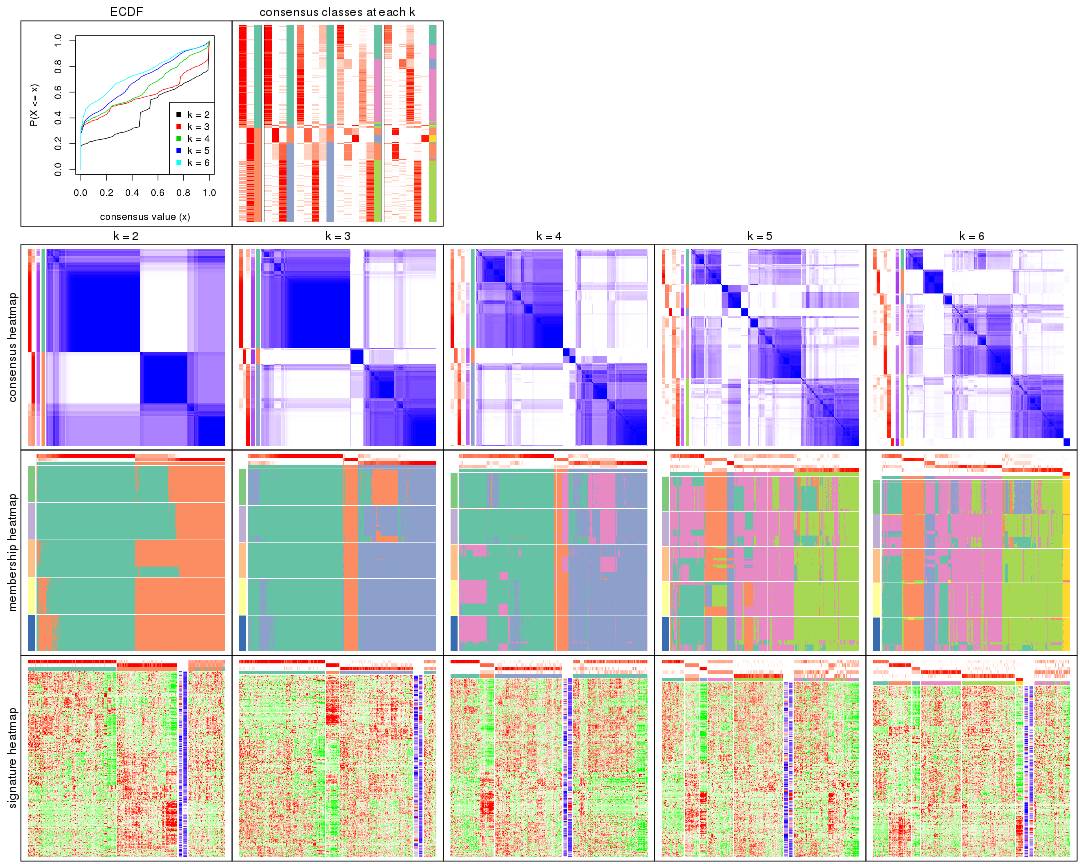 ECDF
consensus classes at each k
P(X <= x)
0.0 0.2 0.4 0.6 0.8 1.0
k = 2
k = 3
k = 4
k = 5
k = 6
0.0 0.2 0.4 0.6 0.8 1.0
consensus value (x)
k = 2 k = 3 k = 4 k = 5 k = 6
consensus heatmap
membership heatmap
signature heatmap